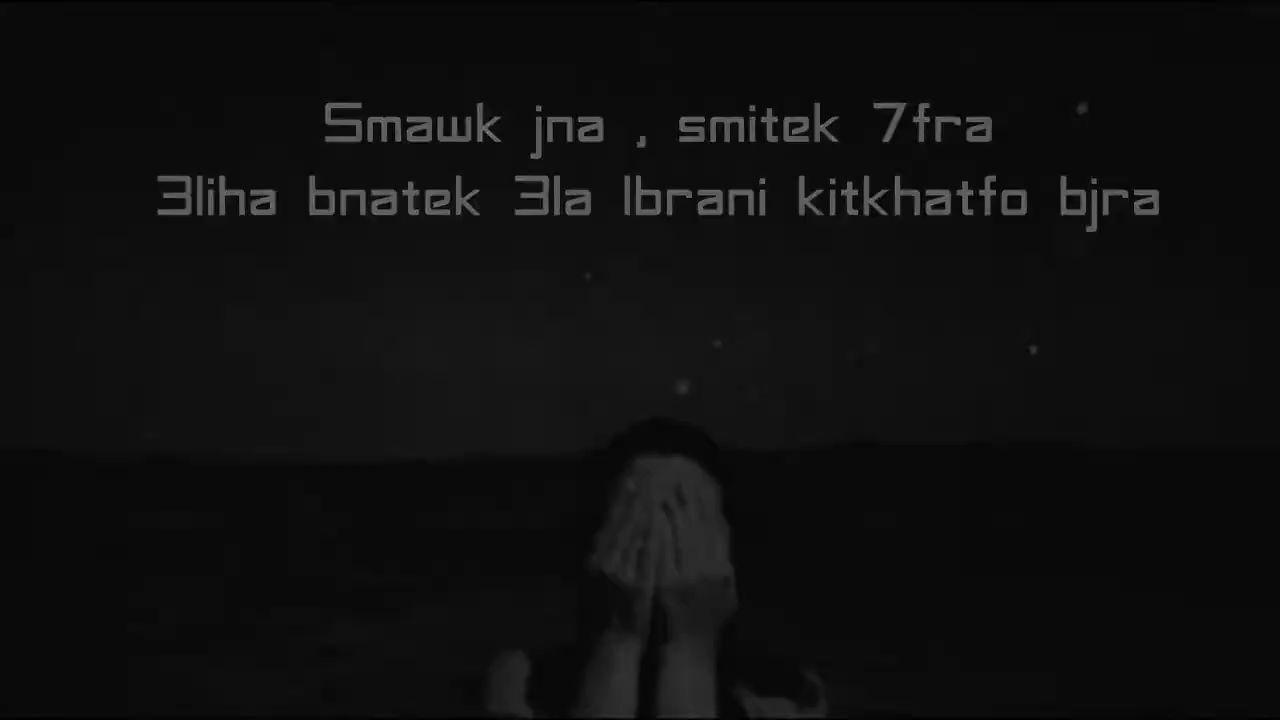 Smawk jna , smitek 7fra
3liha bnatek 3la lbrani kitkhatfo bjra